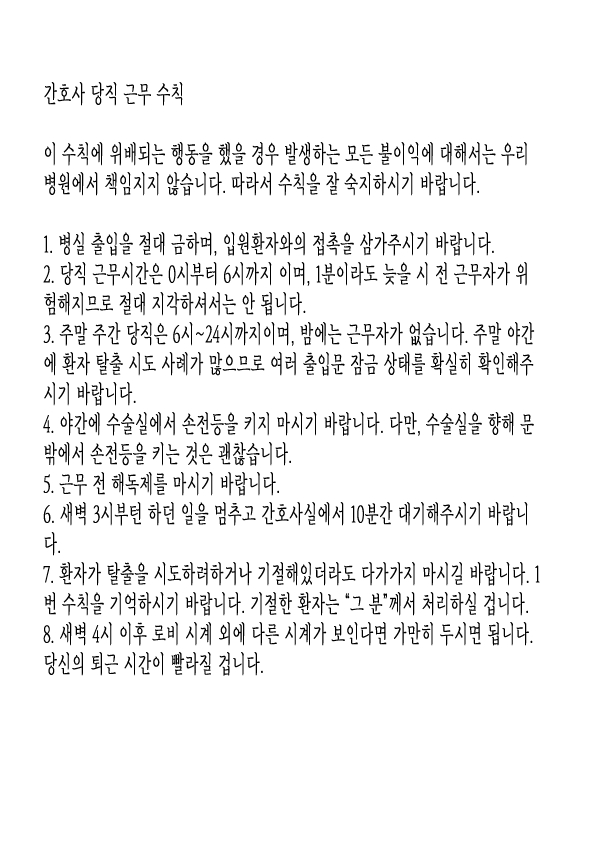 간호사 당직 근무 수칙
이 수칙에 위배되는 행동을 했을 경우 발생하는 모든 불이익에 대해서는 우리
병원에서 책임지지 않습니다. 따라서 수칙을 잘 숙지하시기 바랍니다.
1. 병실 출입을 절대 금하며, 입원환자와의 접촉을 삼가주시기 바랍니다.
2. 당직 근무시간은 0시부터 6시까지 이며, 1분이라도 늦을 시 전 근무자가 위
험해지므로 절대 지각하셔서는 안 됩니다.
3. 주말 주간 당직은 6시~24시까지이며, 밤에는 근무자가 없습니다. 주말 야간
에 환자 탈출 시도 사례가 많으므로 여러 출입문 잠금 상태를 확실히 확인해주
시기 바랍니다.
4. 야간에 수술실에서 손전등을 키지 마시기 바랍니다. 다만, 수술실을 향해 문
밖에서 손전등을 키는 것은 괜찮습니다.
5. 근무 전 해독제를 마시기 바랍니다.
6. 새벽 3시부턴 하던 일을 멈추고 간호사실에서 10분간 대기해주시기 바랍니
다.
7. 환자가 탈출을 시도하려하거나 기절해있더라도 다가가지 마시길 바랍니다. 1
번 수칙을 기억하시기 바랍니다. 기절한 환자는 “그 분”께서 처리하실 겁니다.
8. 새벽 4시 이후 로비 시계 외에 다른 시계가 보인다면 가만히 두시면 됩니다.
당신의 퇴근 시간이 빨라질 겁니다.